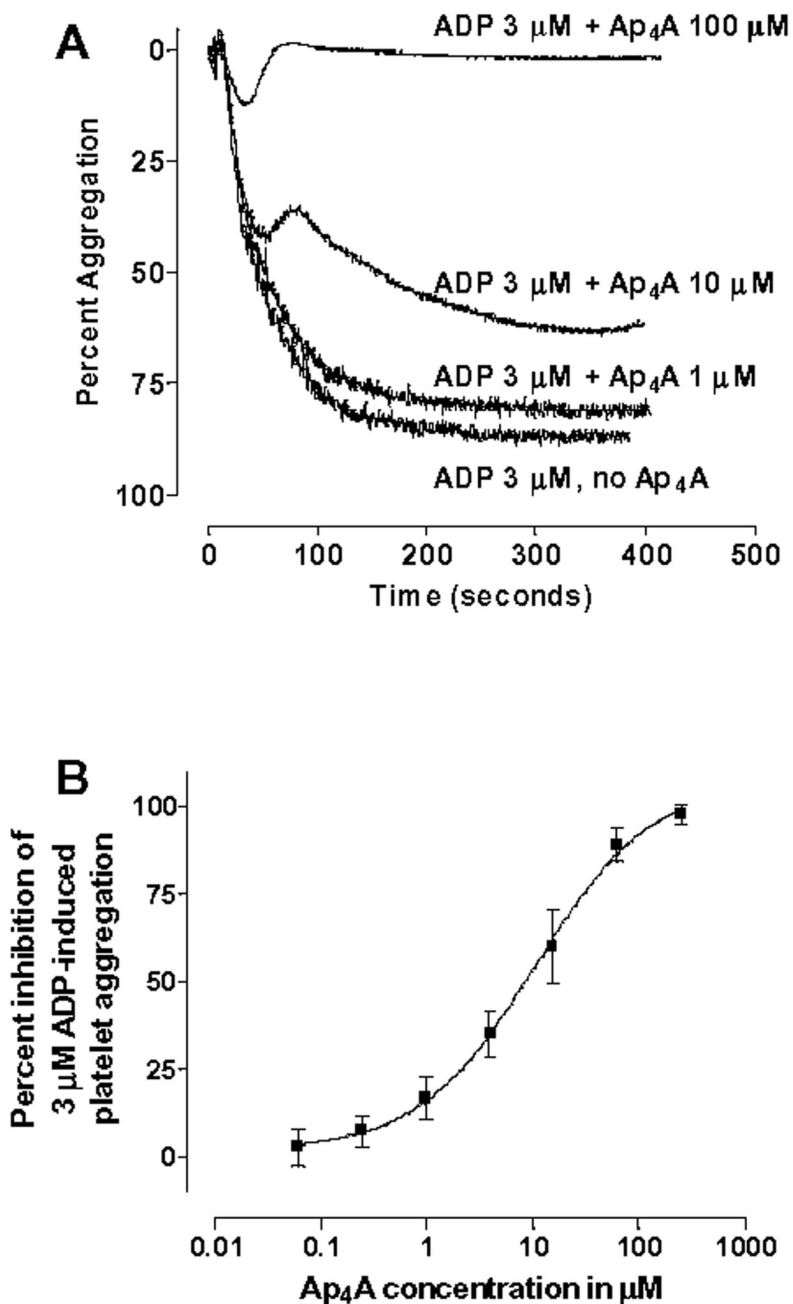 A
ADP 3 μM + Ap4A 100 μM
0
25
50
75
100
Percent Aggregation
ADP 3 μM + Ap4A 10 μM
ADP 3 μM + Ap4A 1 μM
ADP 3 μM, no Ap4A
0 100 200 300 400 500
Time (seconds)
B
Percent inhibition of
3 μM ADP-induced
platelet aggregation
100
75
50
25
0
0.01 0.1 1 10 100 1000
Ap4A concentration in μM